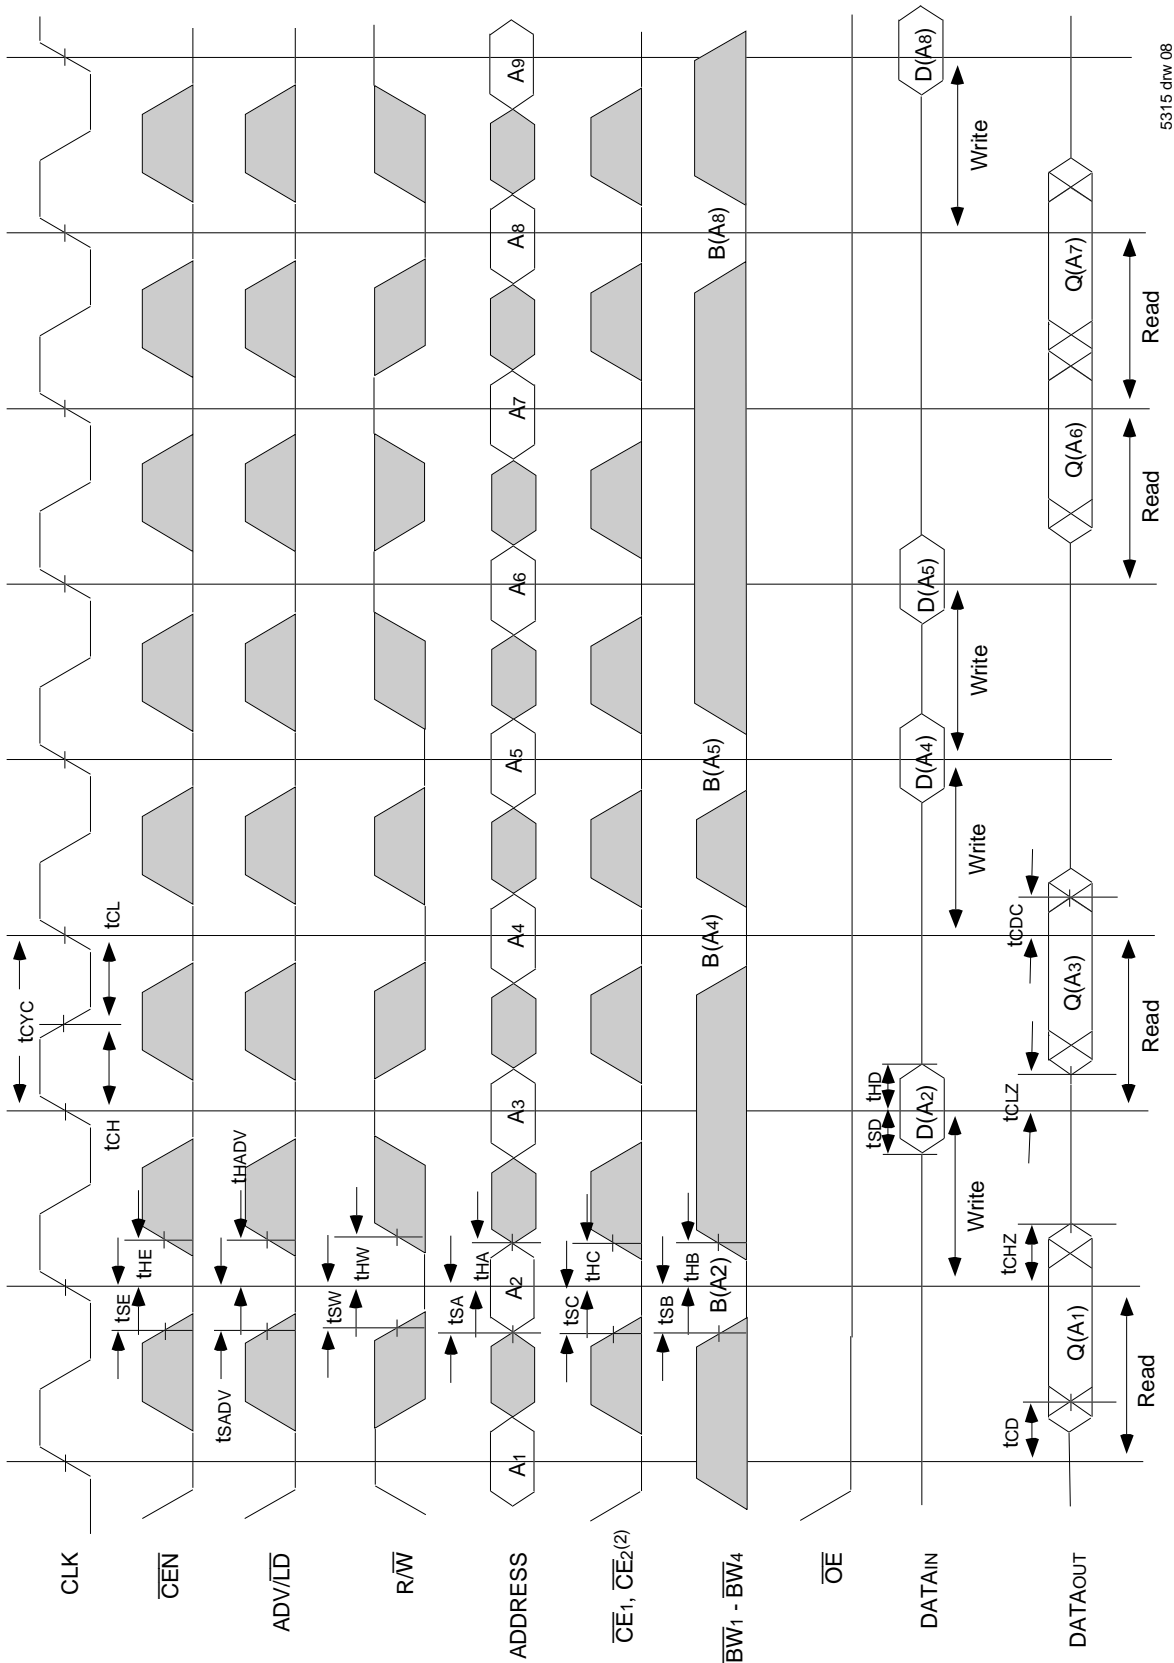 tCYC
tCH
tCL
CLK
tSE
tHE
CEN
tSADV
tHADV
ADV/LD
tSW
tHW
R/W
tSA
tHA
ADDRESS
A1
A2
A3
A4
A5
A6
A7
A8
A9
tSC
tHC
CE1, CE2(2)
tSB
tHB
BW1 - BW4
B(A2)
B(A4)
B(A5)
B(A8)
OE
tSD
tHD
DATAIN
D(A2)
D(A4)
D(A5)
D(A8)
Write
Write
Write
Write
tCD
tCHZ
tCLZ
tCDC
DATAOUT
Q(A1)
Q(A3)
Q(A6)
Q(A7)
Read
Read
Read
Read
5315 drw 08